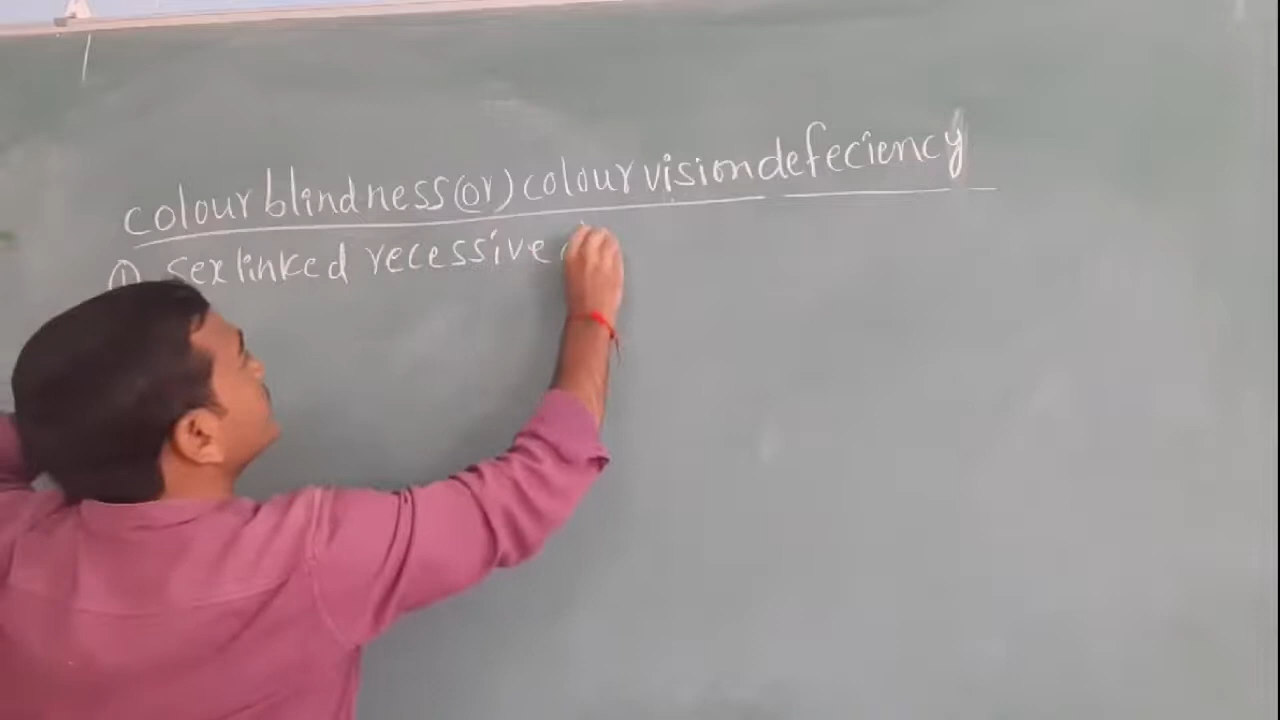 colour blindness (or) colour vision defeciency
① Sex linked recessive